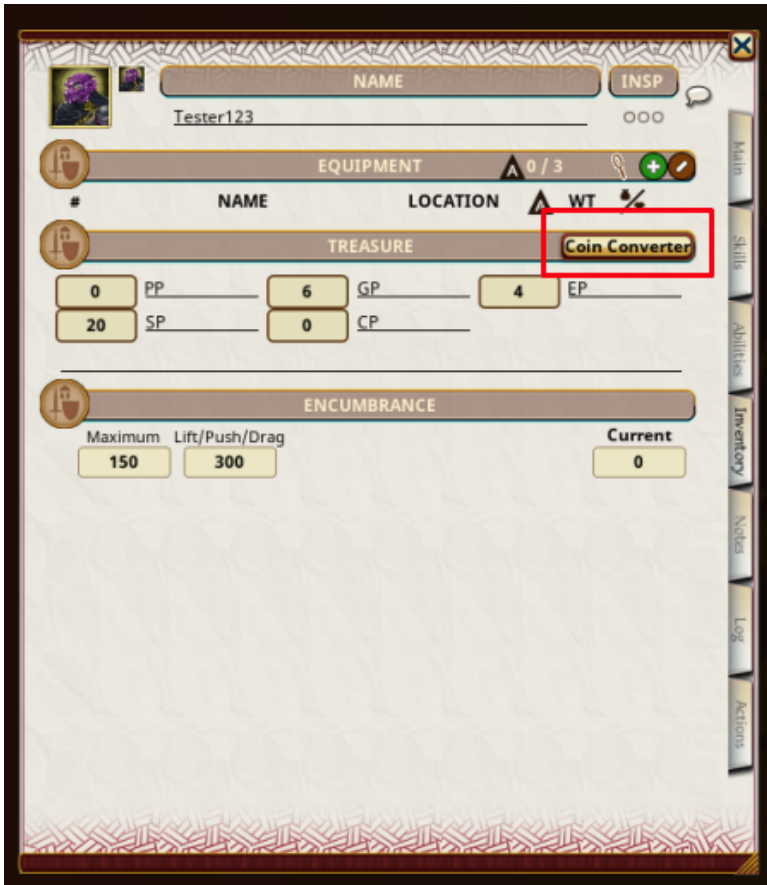 NAME
INSP
Tester123
EQUIPMENT 0 / 3
# NAME LOCATION WT
TREASURE Coin Converter
0 PP 6 GP 4 EP
20 SP 0 CP
ENCUMBRANCE
Maximum Lift/Push/Drag Current
150 300 0
Main
Skills
Abilities
Inventory
Notes
Log
Actions